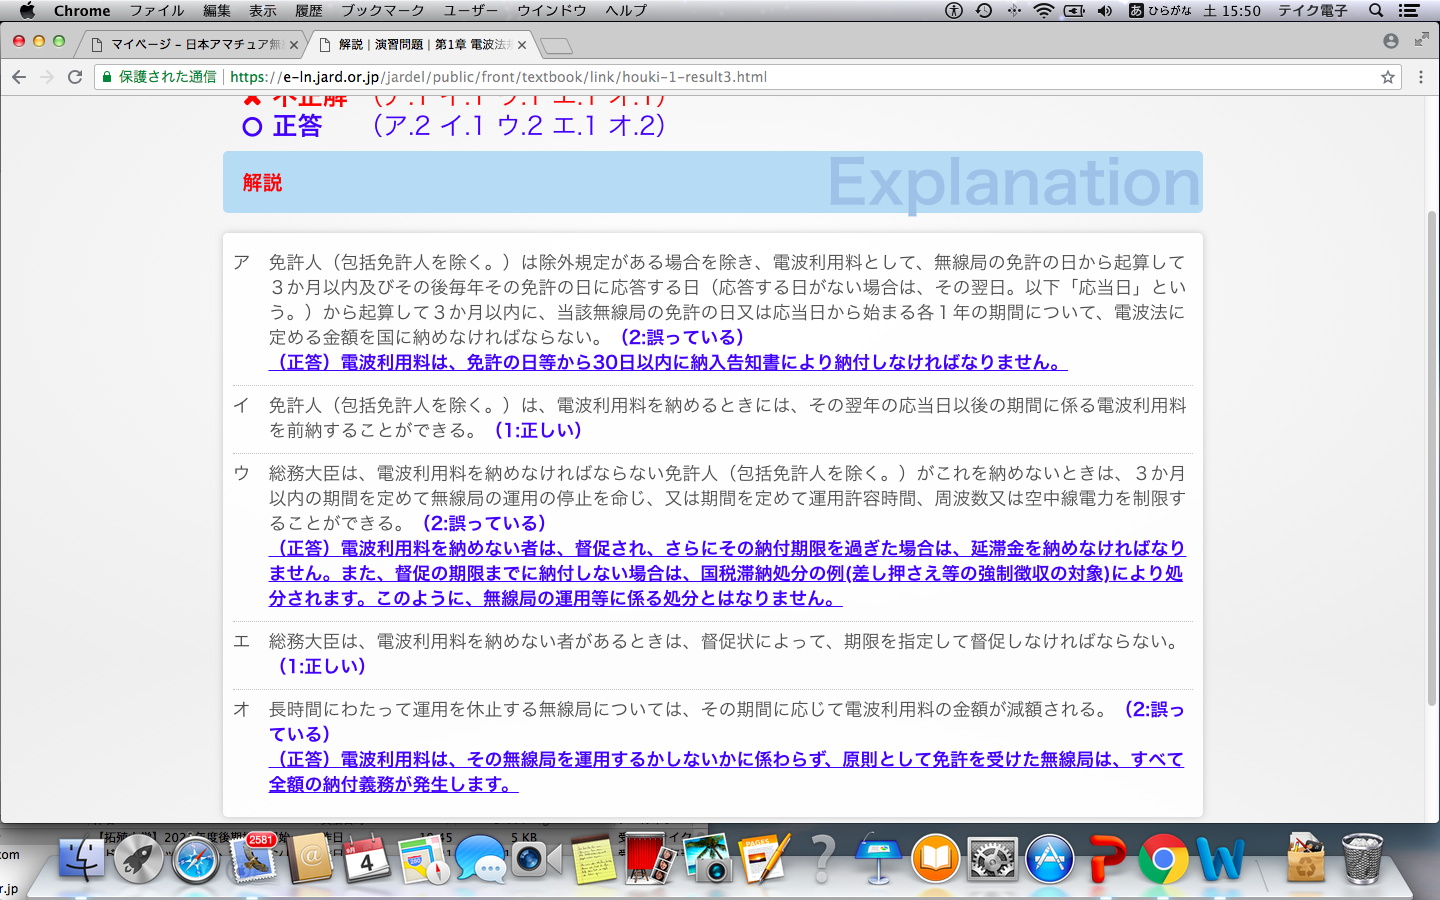 Chrome ファイル 編集 表示 履歴 ブックマーク ユーザー ウインドウ ヘルプ あ ひらがな 土 15:50 テイク電子
マイページ – 日本アマチュア無 解説 | 演習問題 | 第1章 電波法
保護された通信 https://e-ln.jard.or.jp/jardel/public/front/textbook/link/houki-1-result3.html
不正解 （ア.1 イ.1 ウ.1 エ.1 オ.1）
正答 （ア.2 イ.1 ウ.2 エ.1 オ.2）
解説 Explanation
ア 免許人（包括免許人を除く。）は除外規定がある場合を除き、電波利用料として、無線局の免許の日から起算して
３か月以内及びその後毎年その免許の日に応答する日（応答する日がない場合は、その翌日。以下「応当日」とい
う。）から起算して３か月以内に、当該無線局の免許の日又は応当日から始まる各１年の期間について、電波法に
定める金額を国に納めなければならない。（2:誤っている）
（正答）電波利用料は、免許の日等から30日以内に納入告知書により納付しなければなりません。
イ 免許人（包括免許人を除く。）は、電波利用料を納めるときには、その翌年の応当日以後の期間に係る電波利用料
を前納することができる。（1:正しい）
ウ 総務大臣は、電波利用料を納めなければならない免許人（包括免許人を除く。）がこれを納めないときは、３か月
以内の期間を定めて無線局の運用の停止を命じ、又は期間を定めて運用許容時間、周波数又は空中線電力を制限す
ることができる。（2:誤っている）
（正答）電波利用料を納めない者は、督促され、さらにその納付期限を過ぎた場合は、延滞金を納めなければなり
ません。また、督促の期限までに納付しない場合は、国税滞納処分の例(差し押さえ等の強制徴収の対象)により処
分されます。このように、無線局の運用等に係る処分とはなりません。
エ 総務大臣は、電波利用料を納めない者があるときは、督促状によって、期限を指定して督促しなければならない。
（1:正しい）
オ 長時間にわたって運用を休止する無線局については、その期間に応じて電波利用料の金額が減額される。（2:誤っ
ている）
（正答）電波利用料は、その無線局を運用するかしないかに係わらず、原則として免許を受けた無線局は、すべて
全額の納付義務が発生します。
5 KB
com
2581
4
280
PAGES
r.jp